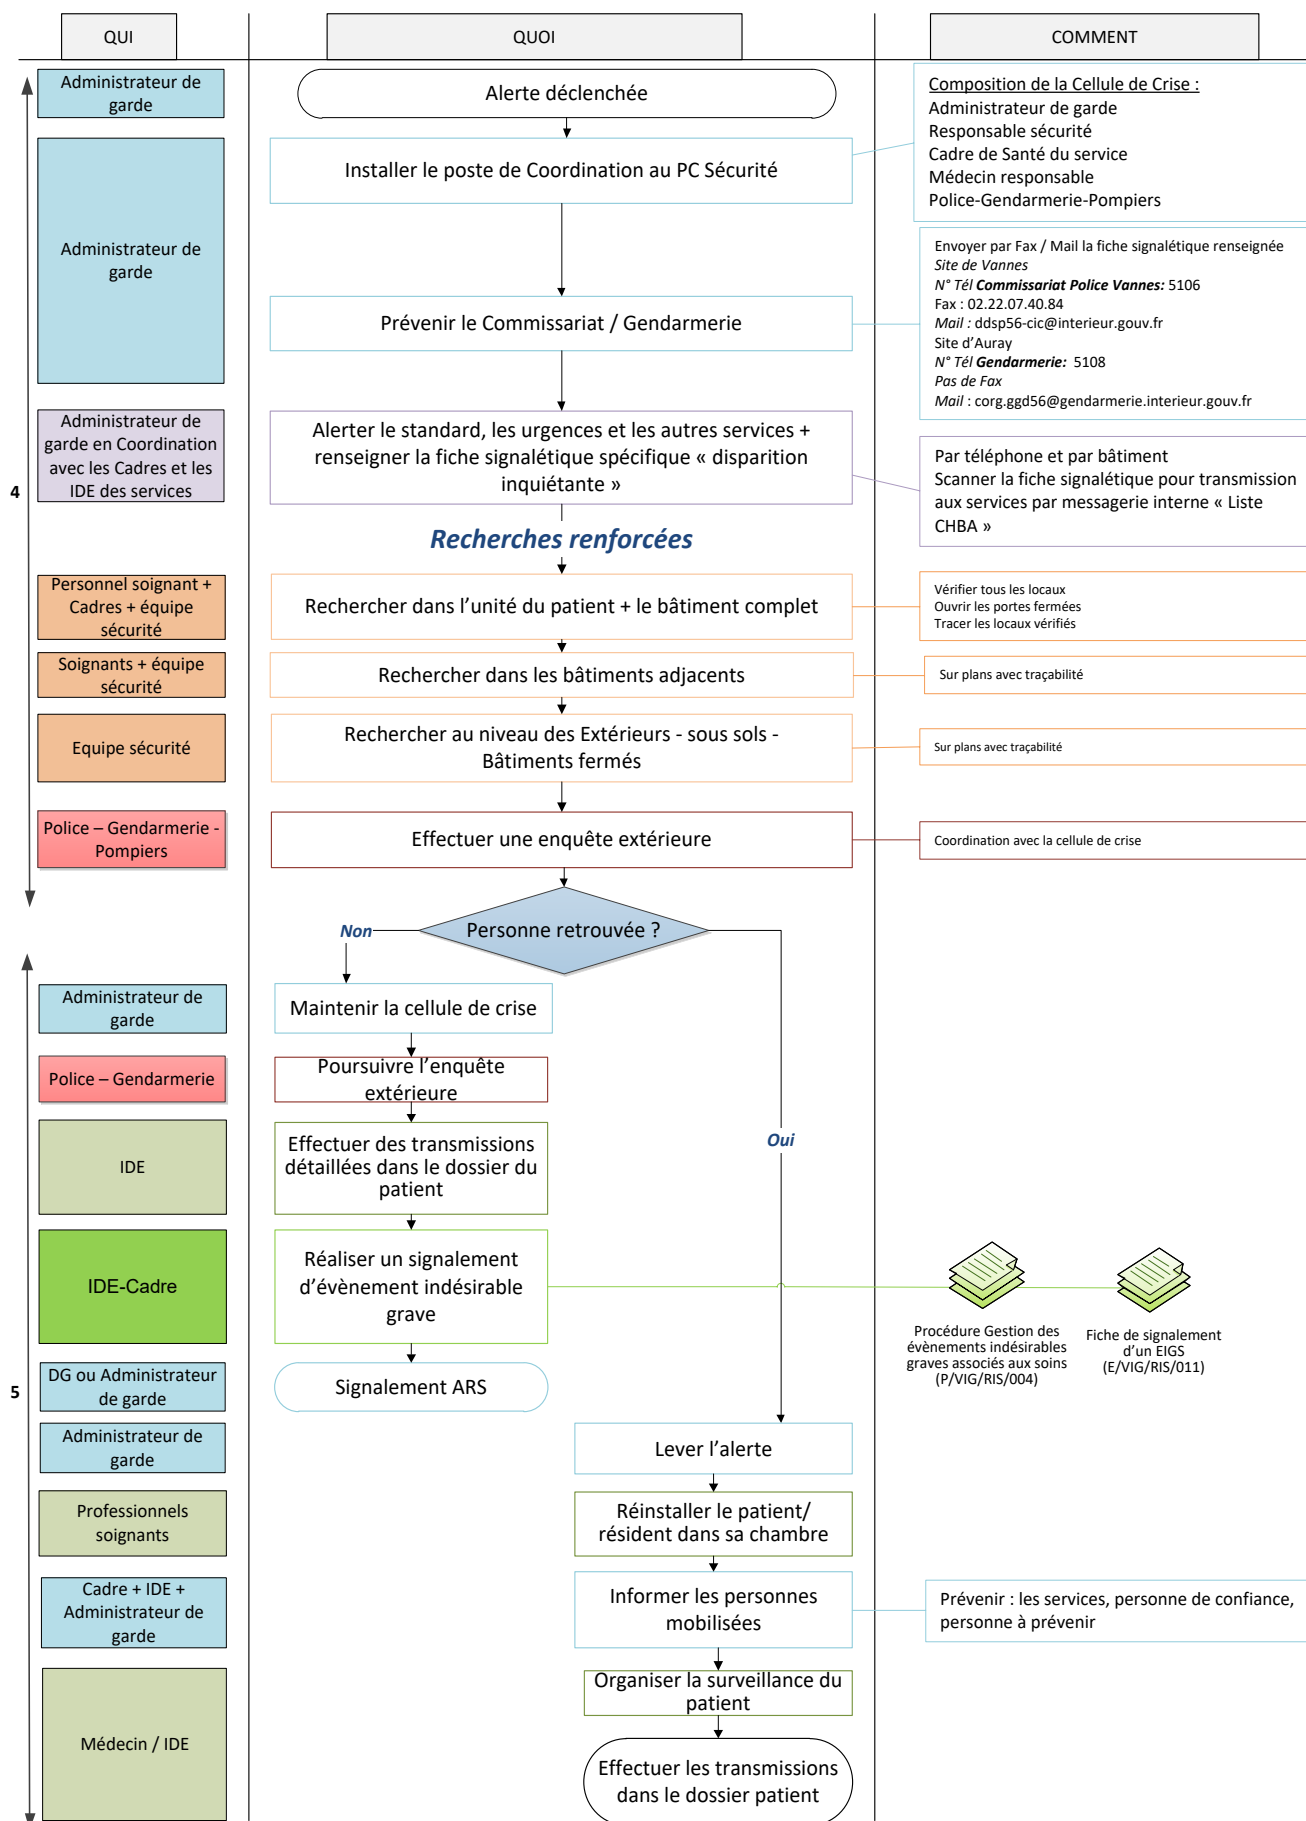 QUI
QUOI
COMMENT
Administrateur de
garde
Alerte déclenchée
Composition de la Cellule de Crise :
Administrateur de garde
Responsable sécurité
Cadre de Santé du service
Médecin responsable
Police-Gendarmerie-Pompiers
Administrateur de
garde
Installer le poste de Coordination au PC Sécurité
Prévenir le Commissariat / Gendarmerie
Envoyer par Fax / Mail la fiche signalétique renseignée
Site de Vannes
N° Tél Commissariat Police Vannes: 5106
Fax : 02.22.07.40.84
Mail : ddsp56-cic@interieur.gouv.fr
Site d’Auray
N° Tél Gendarmerie: 5108
Pas de Fax
Mail : corg.ggd56@gendarmerie.interieur.gouv.fr
4
Administrateur de
garde en Coordination
avec les Cadres et les
IDE des services
Alerter le standard, les urgences et les autres services +
renseigner la fiche signalétique spécifique « disparition
inquiétante »
Par téléphone et par bâtiment
Scanner la fiche signalétique pour transmission
aux services par messagerie interne « Liste
CHBA »
Recherches renforcées
Personnel soignant +
Cadres + équipe
sécurité
Rechercher dans l’unité du patient + le bâtiment complet
Vérifier tous les locaux
Ouvrir les portes fermées
Tracer les locaux vérifiés
Soignants + équipe
sécurité
Rechercher dans les bâtiments adjacents
Sur plans avec traçabilité
Equipe sécurité
Rechercher au niveau des Extérieurs - sous sols -
Bâtiments fermés
Sur plans avec traçabilité
Police – Gendarmerie -
Pompiers
Effectuer une enquête extérieure
Coordination avec la cellule de crise
Personne retrouvée ?
Non
Oui
5
Administrateur de
garde
Maintenir la cellule de crise
Police – Gendarmerie
Poursuivre l’enquête
extérieure
IDE
Effectuer des transmissions
détaillées dans le dossier du
patient
IDE-Cadre
Réaliser un signalement
d’évènement indésirable
grave
Procédure Gestion des
évènements indésirables
graves associés aux soins
(P/VIG/RIS/004)
Fiche de signalement
d’un EIGS
(E/VIG/RIS/011)
DG ou Administrateur
de garde
Signalement ARS
Administrateur de
garde
Lever l’alerte
Professionnels
soignants
Réinstaller le patient/
résident dans sa chambre
Cadre + IDE +
Administrateur de
garde
Informer les personnes
mobilisées
Prévenir : les services, personne de confiance,
personne à prévenir
Médecin / IDE
Organiser la surveillance du
patient
Effectuer les transmissions
dans le dossier patient